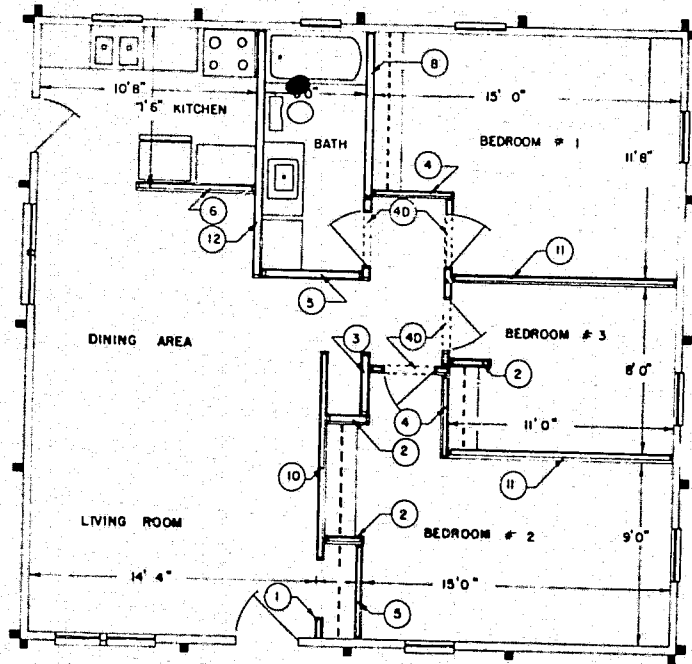 10'8"
7'6" KITCHEN
BATH
8
15'0"
BEDROOM # 1
11'8"
4
6
12
4D
11
5
DINING AREA
3
4D
BEDROOM # 3
2
8'0"
4
11'0"
2
10
11
LIVING ROOM
2
BEDROOM # 2
9'0"
14'4"
15'0"
1
5